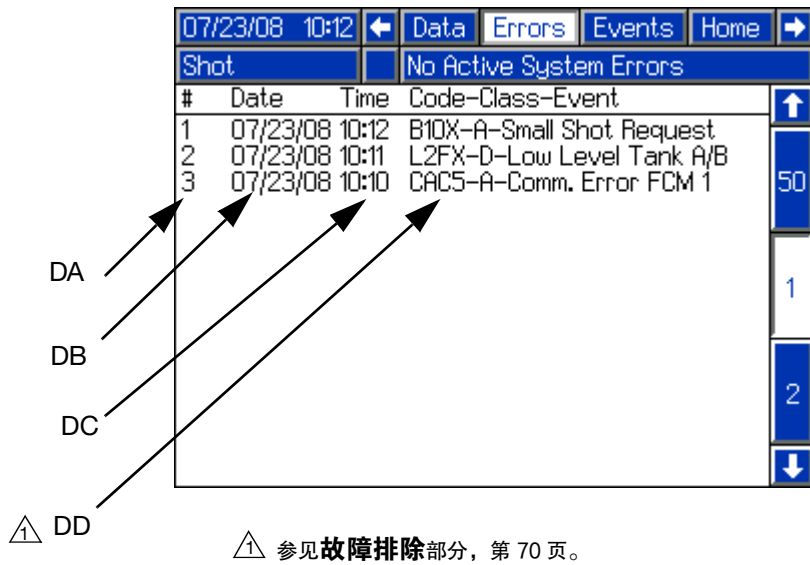 07/23/08 10:12 Data Errors Events Home
Shot No Active System Errors
# Date Time Code-Class-Event
1 07/23/08 10:12 B10X-A-Small Shot Request
2 07/23/08 10:11 L2FX-D-Low Level Tank A/B
3 07/23/08 10:10 CAC5-A-Comm. Error FCM 1
50
1
2
DA
DB
DC
1 DD
1 参见故障排除部分，第 70 页。